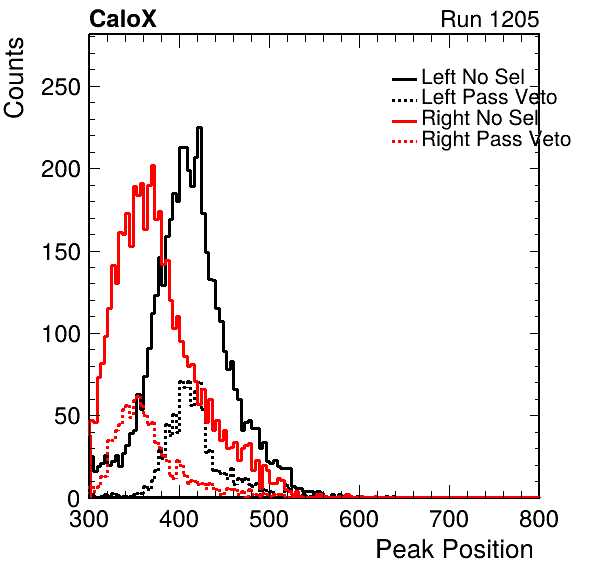 CaloX Run 1205
Counts
Left No Sel
Left Pass Veto
Right No Sel
Right Pass Veto
250
200
150
100
50
0
300 400 500 600 700 800
Peak Position